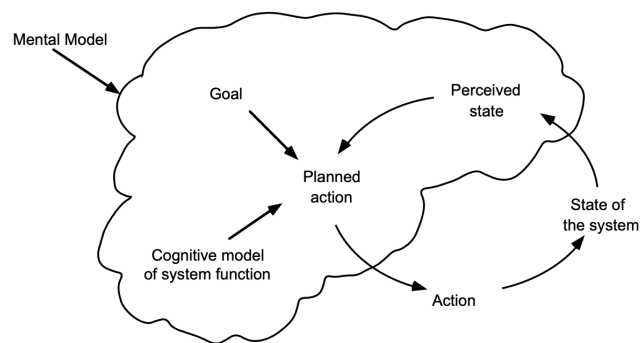 Mental Model
Goal
Perceived
state
Planned
action
State of
the system
Cognitive model
of system function
Action